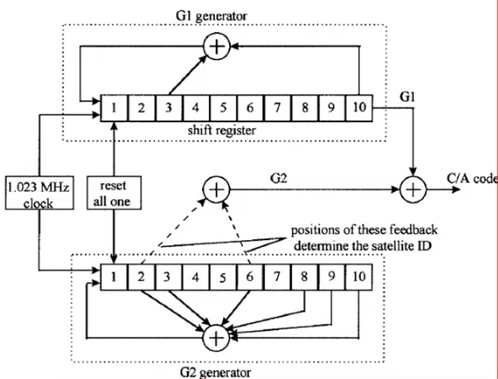 G1 generator
+
1 2 3 4 5 6 7 8 9 10
G1
shift register
1.023 MHz
clock
reset
all one
+
G2
+
C/A code
positions of these feedback
determine the satellite ID
1 2 3 4 5 6 7 8 9 10
+
G2 generator